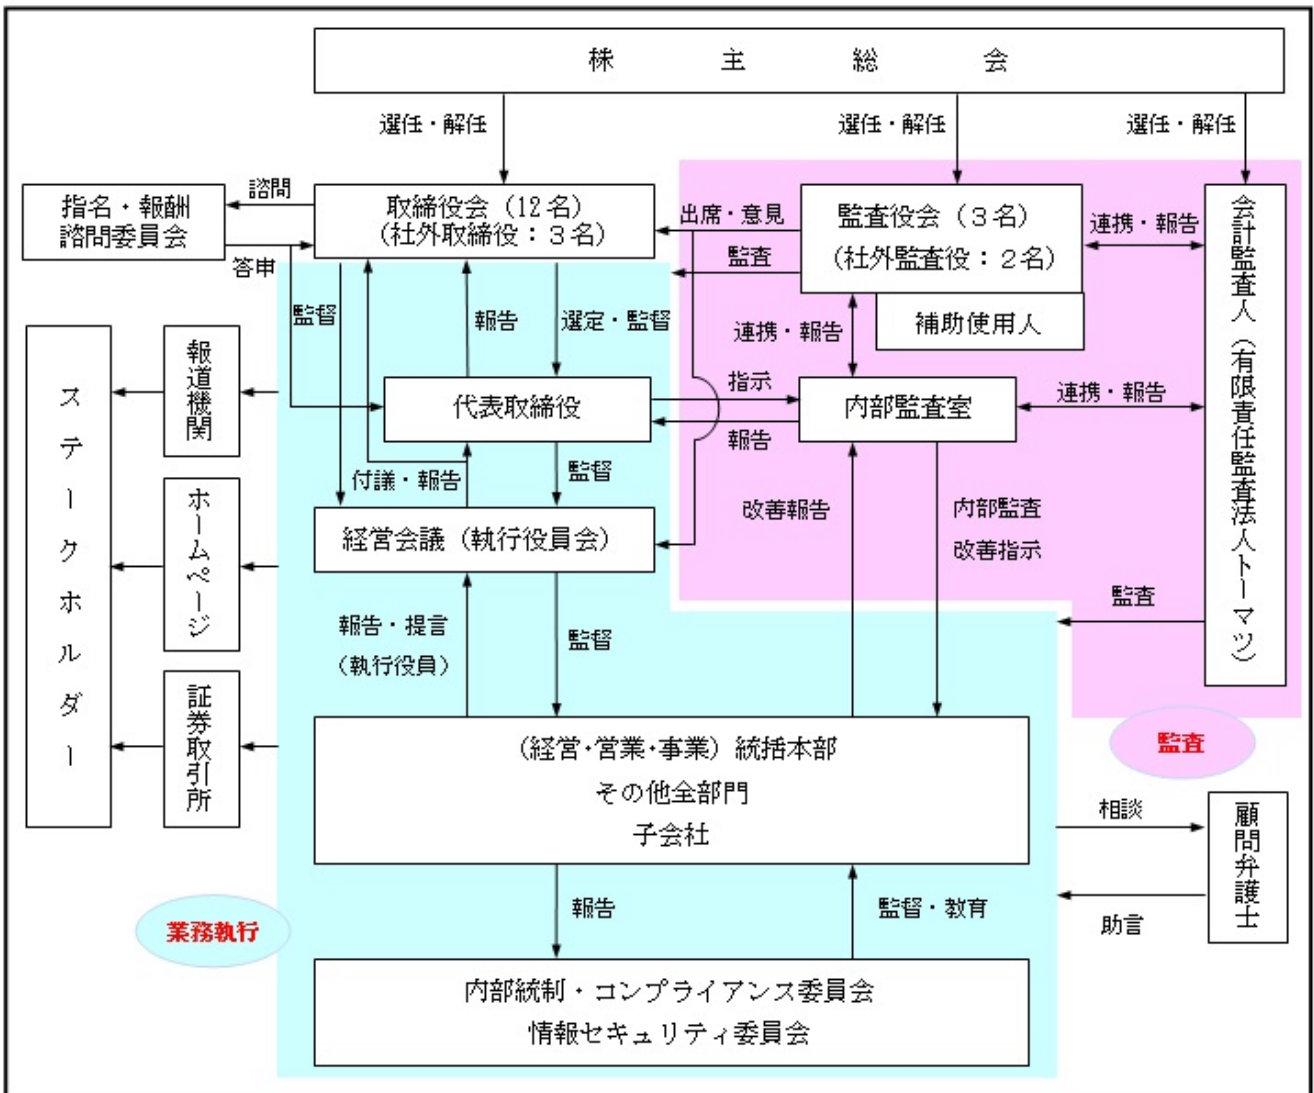 株主総会
選任・解任
選任・解任
選任・解任
指名・報酬
諮問委員会
諮問
答申
取締役会（12名）
（社外取締役：3名）
出席・意見
監査
監査役会（3名）
（社外監査役：2名）
補助使用人
連携・報告
会計監査人（有限責任監査法人トーマツ）
監督
報告
選定・監督
連携・報告
ステークホルダー
報道機関
ホームページ
証券取引所
代表取締役
指示
報告
内部監査室
連携・報告
付議・報告
監督
改善報告
内部監査
改善指示
経営会議（執行役員会）
報告・提言
（執行役員）
監督
監査
（経営・営業・事業）統括本部
その他全部門
子会社
監査
相談
助言
顧問弁護士
業務執行
報告
監督・教育
内部統制・コンプライアンス委員会
情報セキュリティ委員会